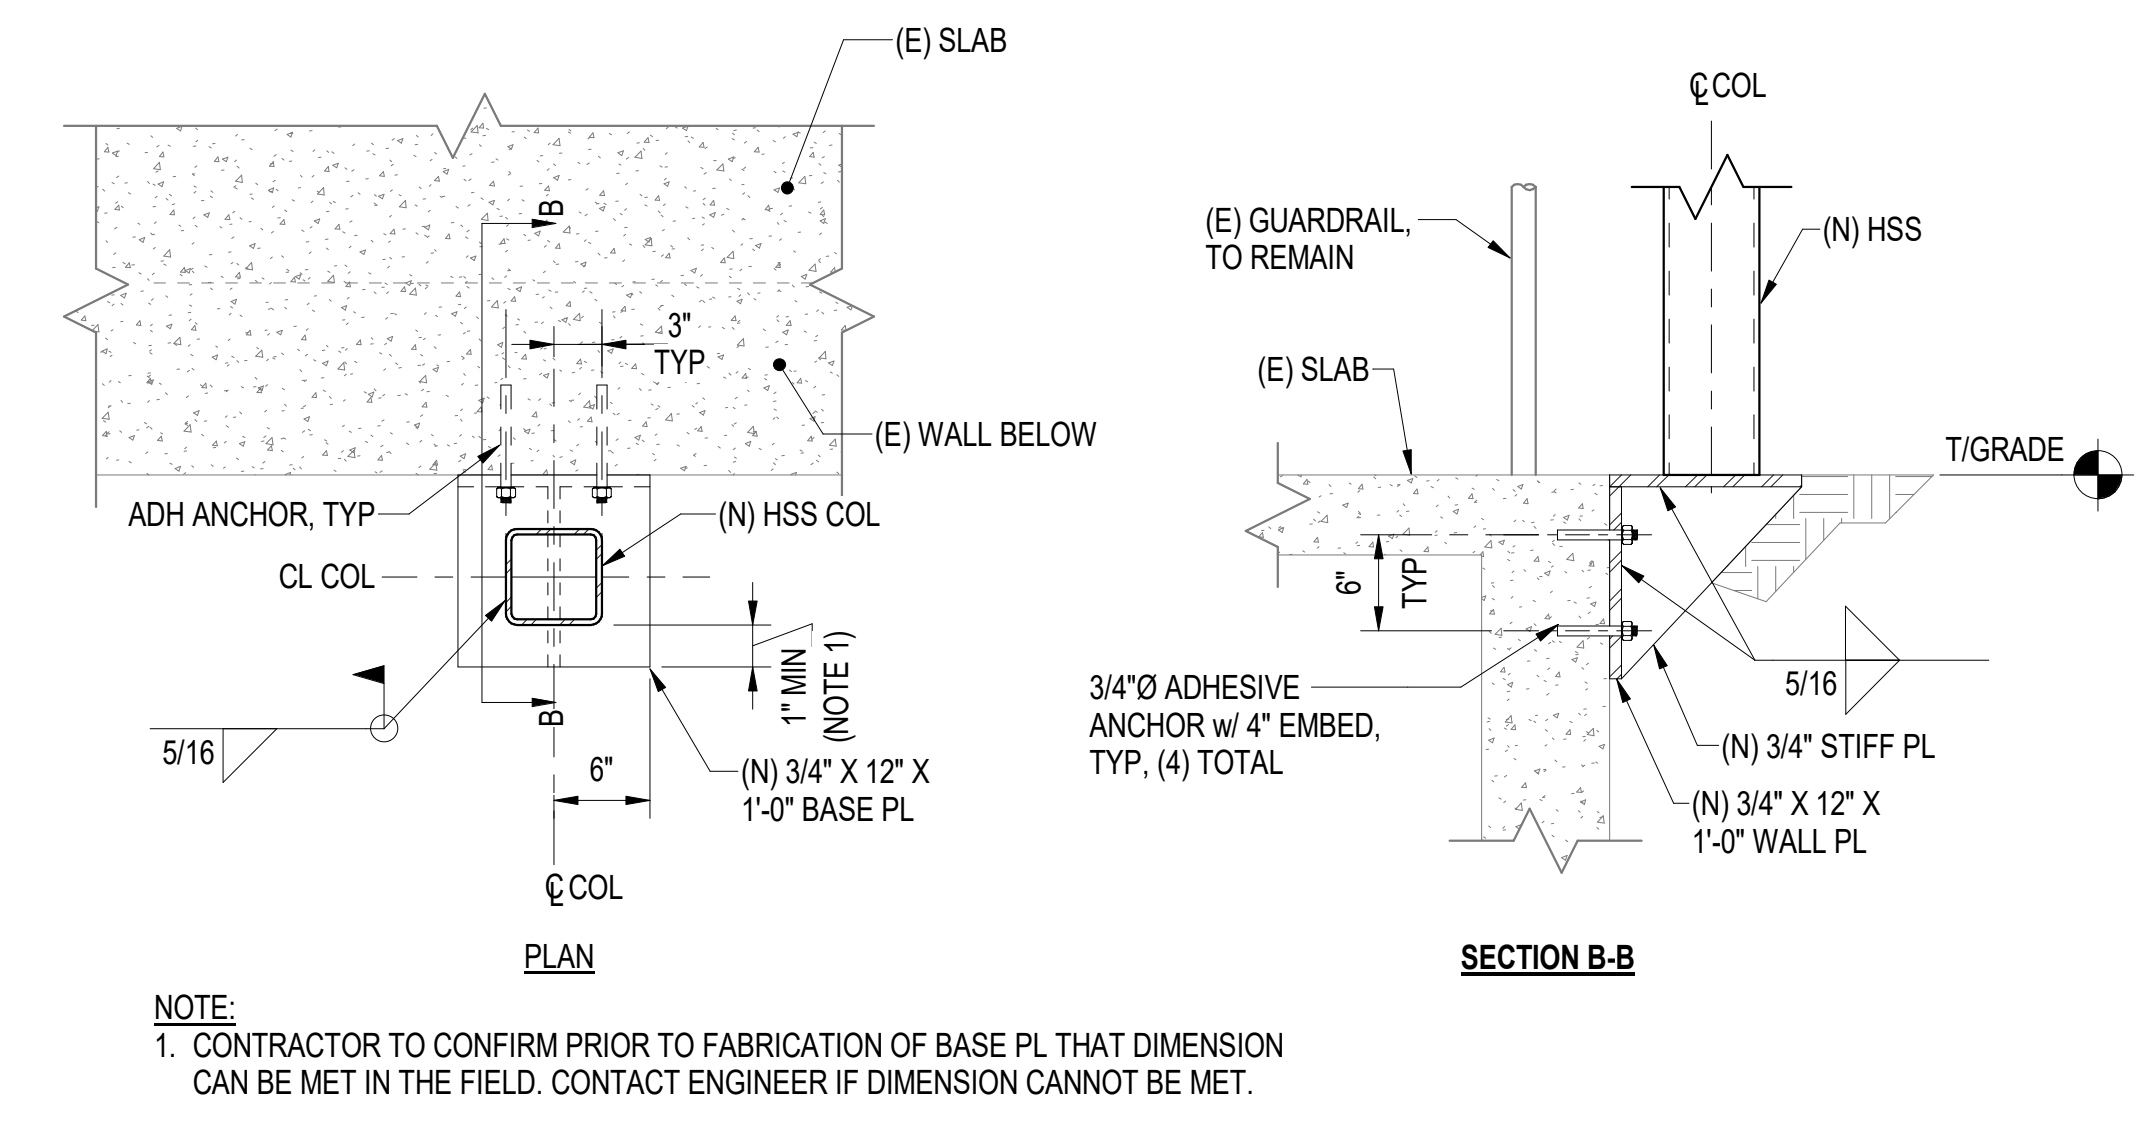 (E) SLAB
B
3"
TYP
(E) WALL BELOW
ADH ANCHOR, TYP
(N) HSS COL
CL COL
1" MIN
(NOTE 1)
B
5/16
6"
(N) 3/4" X 12" X
1'-0" BASE PL
℄ COL
PLAN
℄ COL
(E) GUARDRAIL,
TO REMAIN
(N) HSS
(E) SLAB
T/GRADE
6"
TYP
3/4"Ø ADHESIVE
ANCHOR w/ 4" EMBED,
TYP, (4) TOTAL
5/16
(N) 3/4" STIFF PL
(N) 3/4" X 12" X
1'-0" WALL PL
SECTION B-B
NOTE:
1. CONTRACTOR TO CONFIRM PRIOR TO FABRICATION OF BASE PL THAT DIMENSION
CAN BE MET IN THE FIELD. CONTACT ENGINEER IF DIMENSION CANNOT BE MET.